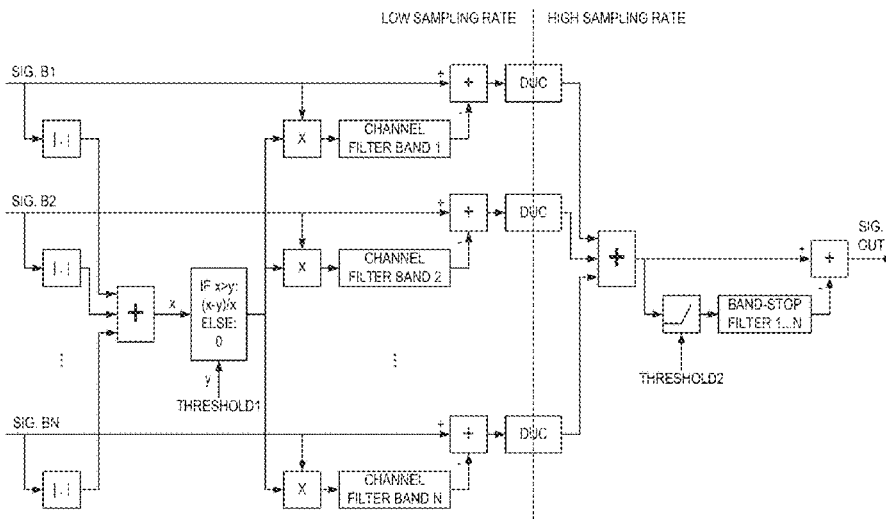 LOW SAMPLING RATE
HIGH SAMPLING RATE
SIG. B1
+
+
DUC
-
|.|
X
CHANNEL
FILTER BAND 1
SIG. B2
+
+
DUC
-
|.|
X
CHANNEL
FILTER BAND 2
+
x
IF x>y:
(x-y)/x
ELSE:
0
y
THRESHOLD1
⋮
⋮
+
+
+
-
SIG.
OUT
BAND-STOP
FILTER 1...N
THRESHOLD2
SIG. BN
+
+
DUC
-
|.|
X
CHANNEL
FILTER BAND N